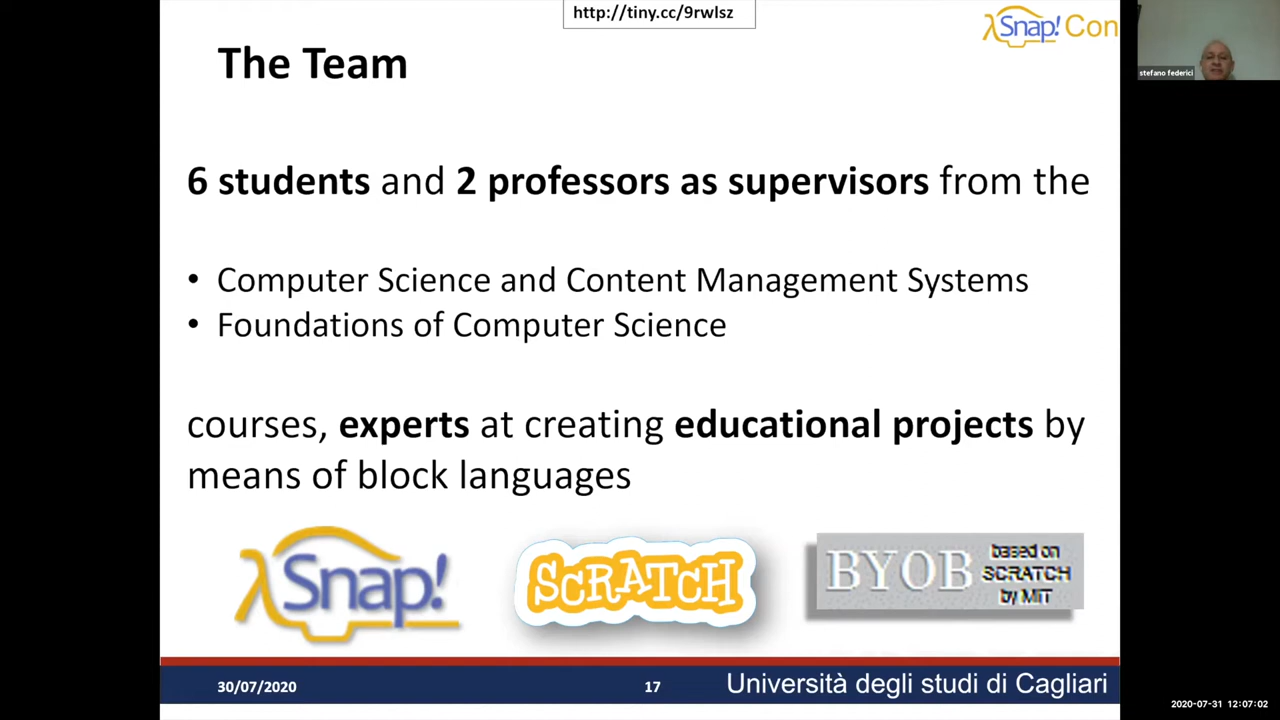 http://tiny.cc/9rwlsz
λSnap! Con
stefano federici
The Team
6 students and 2 professors as supervisors from the
• Computer Science and Content Management Systems
• Foundations of Computer Science
courses, experts at creating educational projects by
means of block languages
λSnap!
SCRATCH
BYOB
based on
SCRATCH
by MIT
30/07/2020
17
Università degli studi di Cagliari
2020-07-31 12:07:02